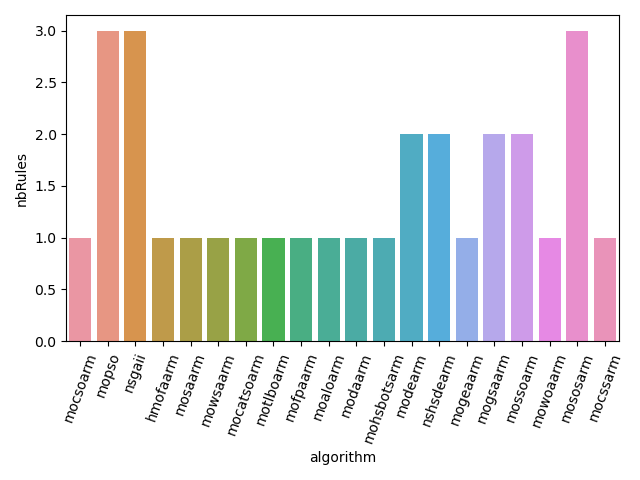 3.0
2.5
2.0
1.5
1.0
0.5
0.0
nbRules
mocsoarm
mopso
nsgaii
hmofaarm
mosaarm
mowsaarm
mocatsoarm
motlboarm
mofpaarm
moaloarm
modaarm
mohsbotsarm
modearm
nshsdearm
mogeaarm
mogsaarm
mossoarm
mowoaarm
mososarm
mocssarm
algorithm